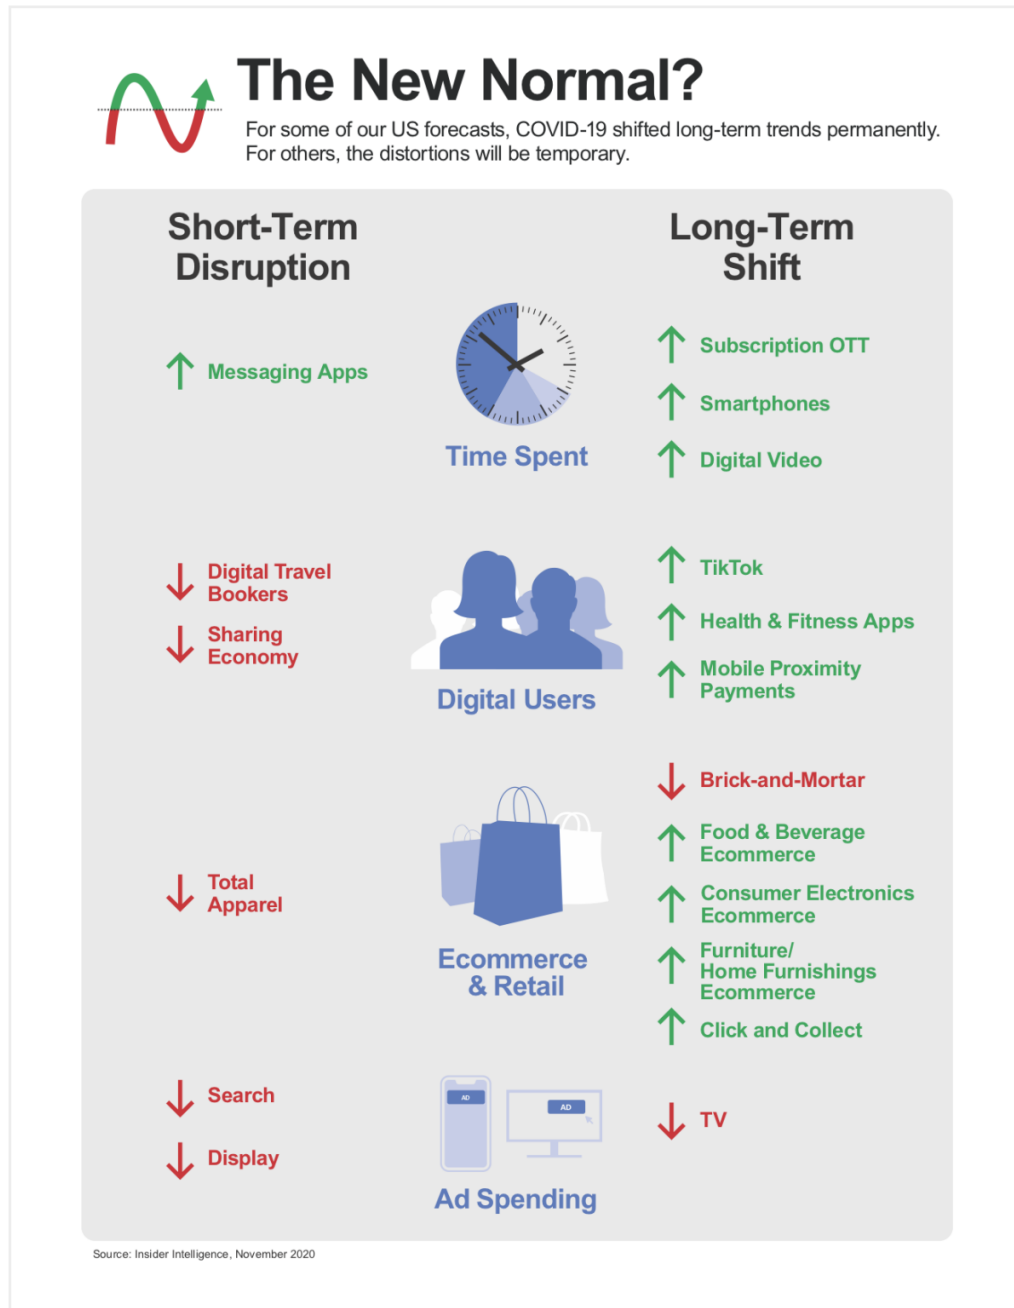 The New Normal?
For some of our US forecasts, COVID-19 shifted long-term trends permanently.
For others, the distortions will be temporary.
Short-Term
Disruption
Long-Term
Shift
Messaging Apps
Time Spent
Subscription OTT
Smartphones
Digital Video
Digital Travel
Bookers
Sharing
Economy
Digital Users
TikTok
Health & Fitness Apps
Mobile Proximity
Payments
Total
Apparel
Ecommerce
& Retail
Brick-and-Mortar
Food & Beverage
Ecommerce
Consumer Electronics
Ecommerce
Furniture/
Home Furnishings
Ecommerce
Click and Collect
Search
Display
AD
AD
Ad Spending
TV
Source: Insider Intelligence, November 2020